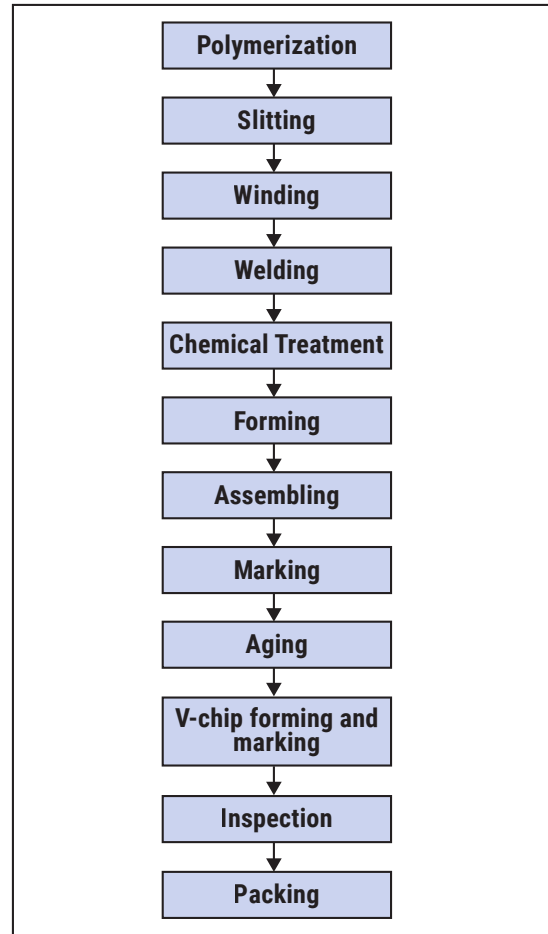 Polymerization
Slitting
Winding
Welding
Chemical Treatment
Forming
Assembling
Marking
Aging
V-chip forming and
marking
Inspection
Packing